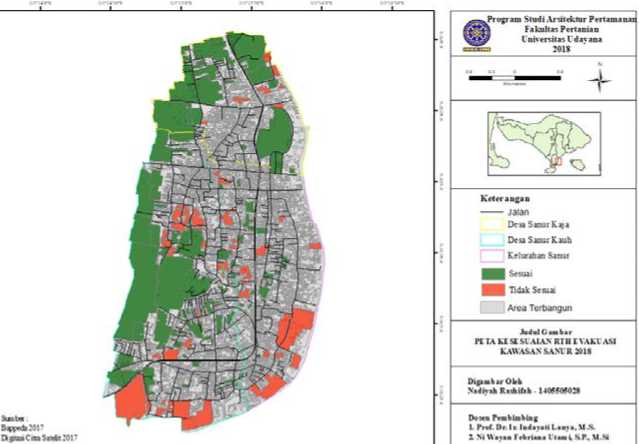 Program Studi Arsitektur Pertamanan
Fakultas Pertanian
Universitas Udayana
2018
N
Keterangan
Jalan
Desa Sanur Kaja
Desa Sanur Kauh
Kelurahan Sanur
Sesuai
Tidak Sesuai
Area Terbangun
Judul Gambar
PETA KESESUAIAN RTH EVAKUASI
KAWASAN SANUR 2018
Digambar Oleh
Nadiyah Rashifah - 1405505028
Dosen Pembimbing
1. Prof. Dr. Ir. Indayati Lanya, M.S.
2. Ni Wayan Febriana Utami, S.P., M.Si
Sumber :
Bappeda 2017
Digitasi Citra Satelit 2017